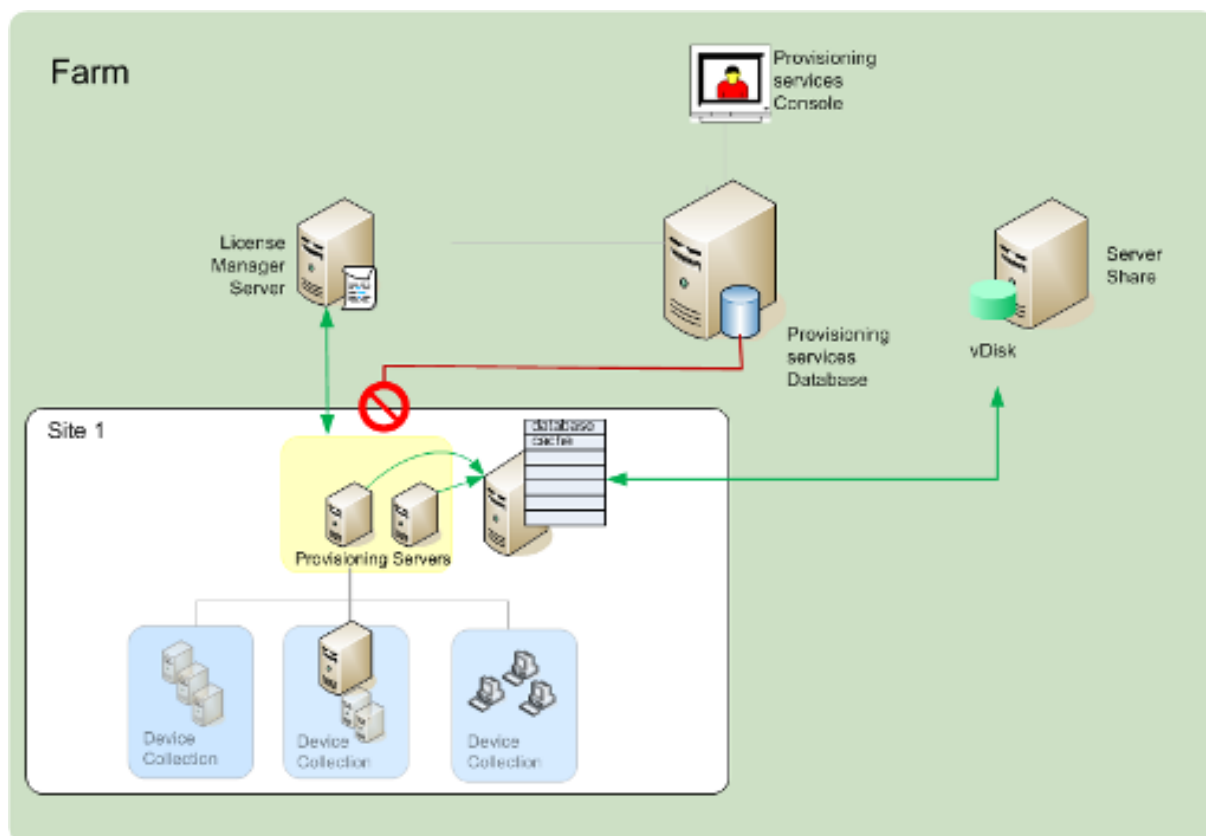 Farm
Provisioning
services
Console
License
Manager
Server
Server
Share
vDisk
Provisioning
services
Database
Site 1
database
cache
Provisioning Servers
Device
Collection
Device
Collection
Device
Collection